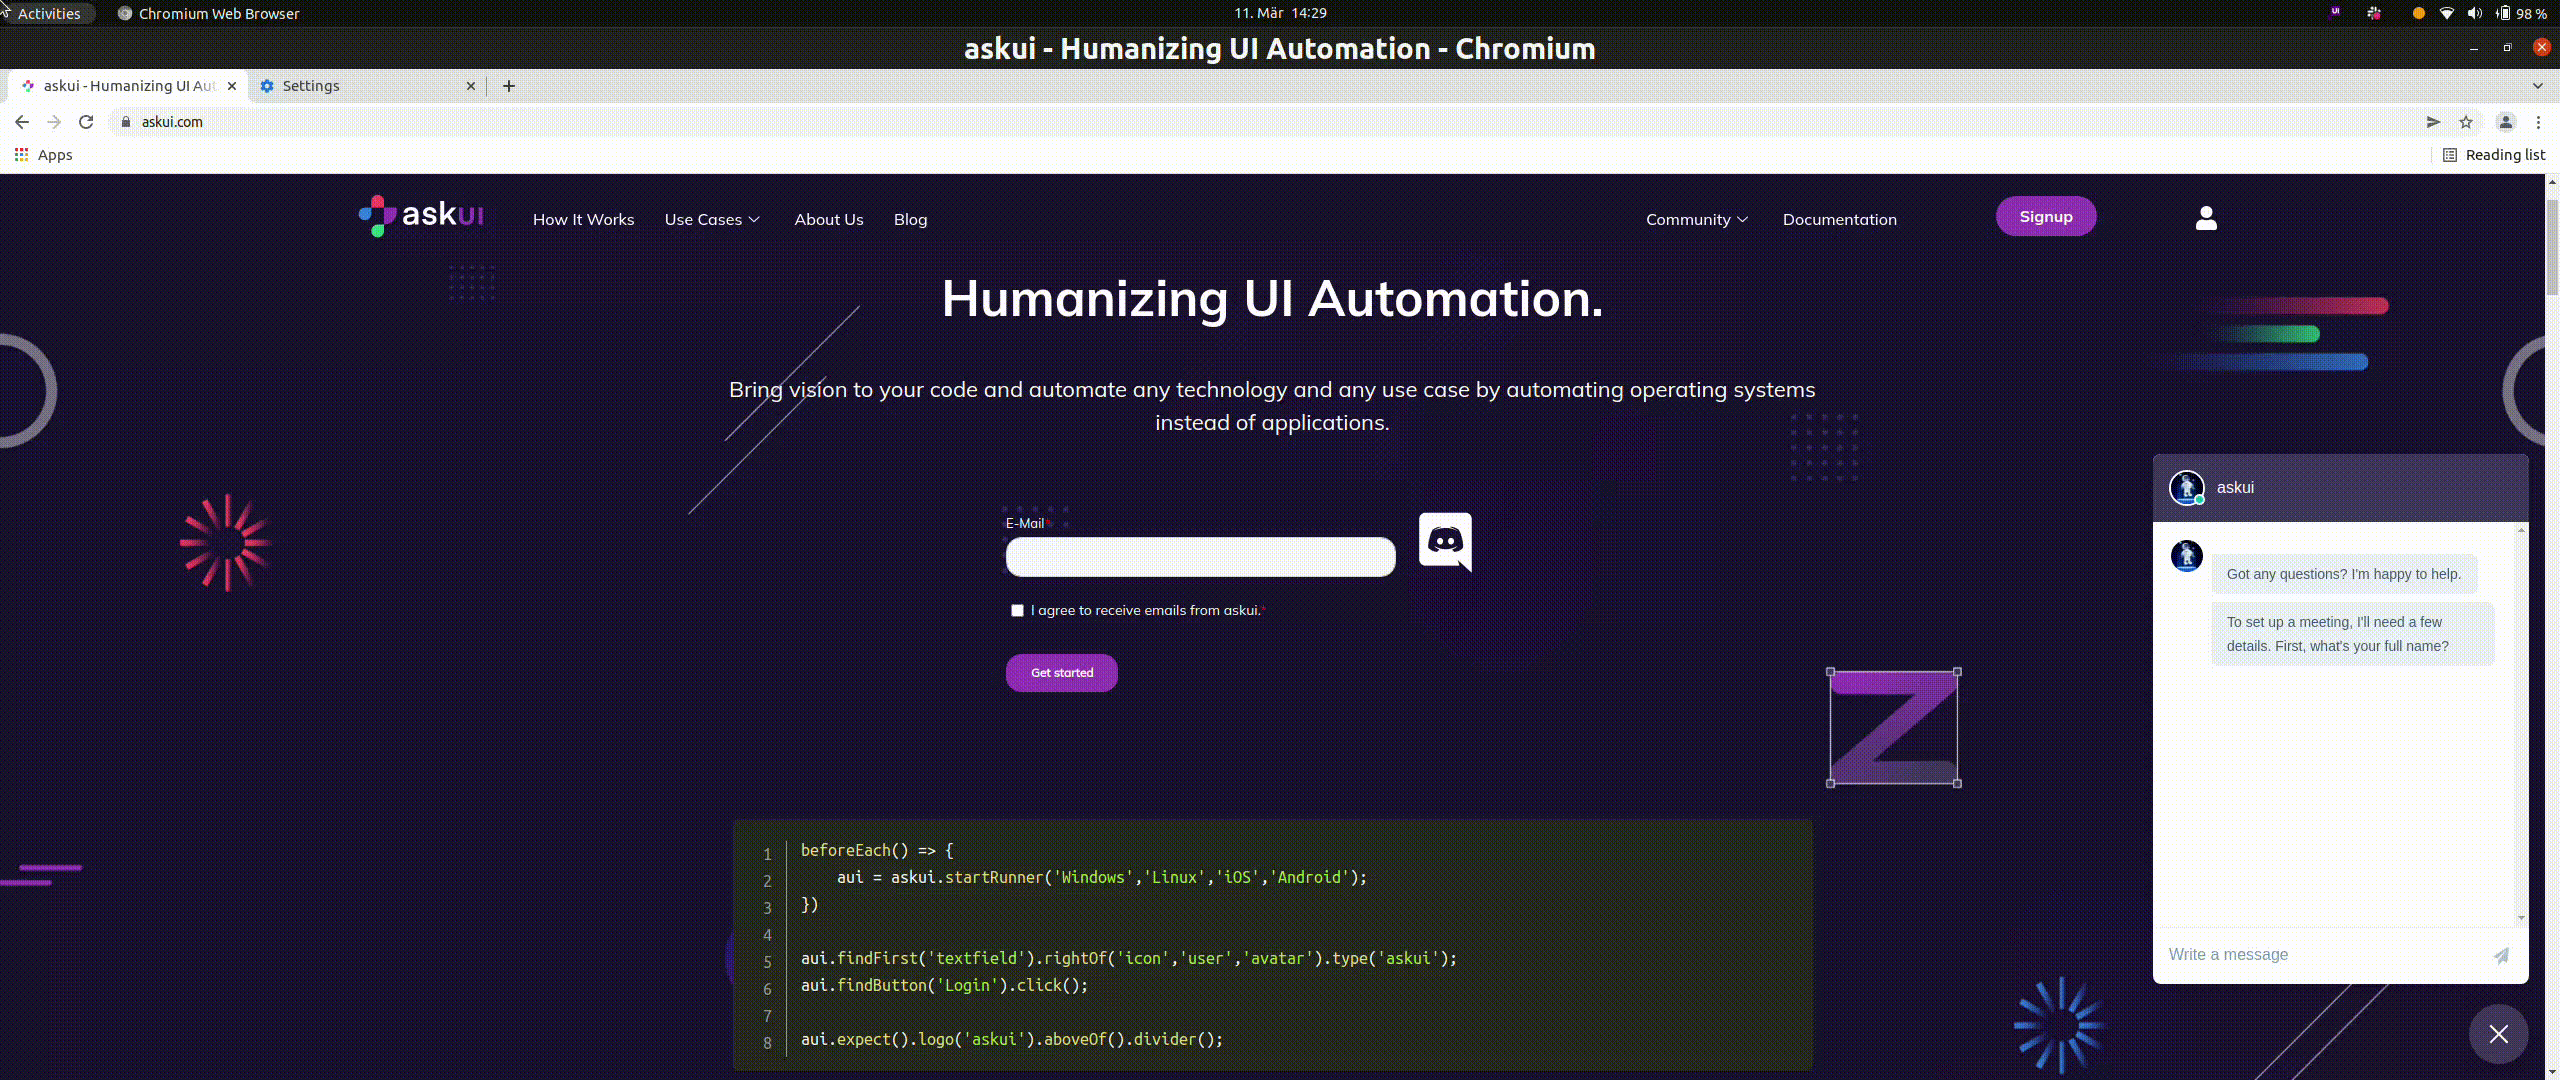 Activities
Chromium Web Browser
11. Mär 14:29
UI
98 %
askui - Humanizing UI Automation - Chromium
askui - Humanizing UI Aut
Settings
askui.com
Apps
Reading list
askUI
How It Works
Use Cases
About Us
Blog
Community
Documentation
Signup
Humanizing UI Automation.
Bring vision to your code and automate any technology and any use case by automating operating systems
instead of applications.
E-Mail*
I agree to receive emails from askui.*
Get started
askui
Got any questions? I'm happy to help.
To set up a meeting, I'll need a few
details. First, what's your full name?
Write a message
1 beforeEach() => {
2 aui = askui.startRunner('Windows','Linux','iOS','Android');
3 })
4
5 aui.findFirst('textfield').rightOf('icon','user','avatar').type('askui');
6 aui.findButton('Login').click();
7
8 aui.expect().logo('askui').aboveOf().divider();